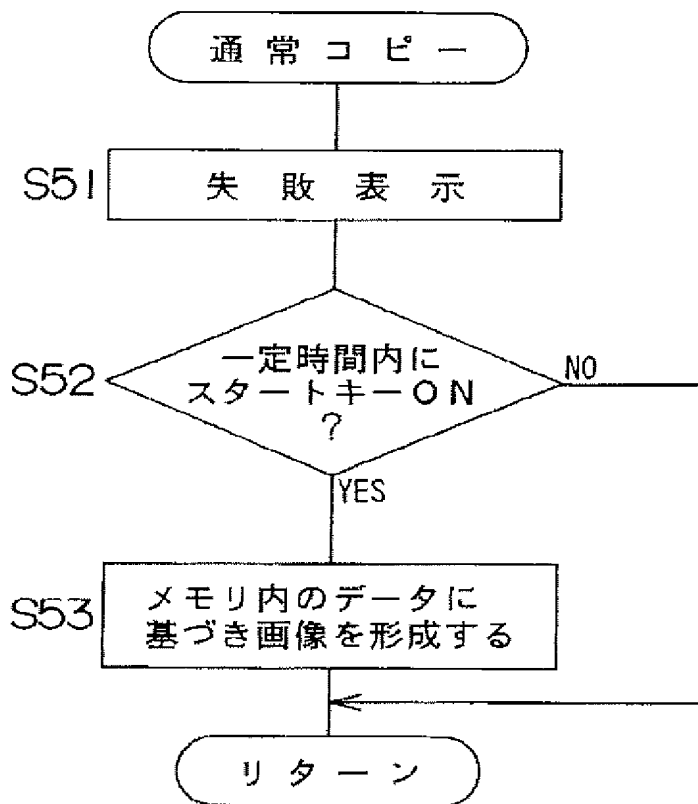 通常コピー
S51
失敗表示
S52
一定時間内に
スタートキーON
?
NO
YES
S53
メモリ内のデータに
基づき画像を形成する
リターン